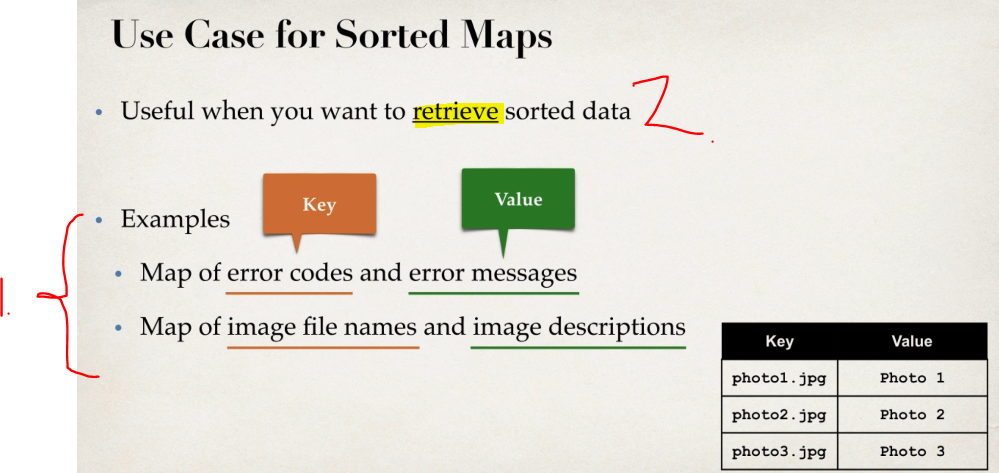 Use Case for Sorted Maps
• Useful when you want to retrieve sorted data 2.
Key
Value
1.
• Examples
• Map of error codes and error messages
• Map of image file names and image descriptions
Key Value
photo1.jpg Photo 1
photo2.jpg Photo 2
photo3.jpg Photo 3